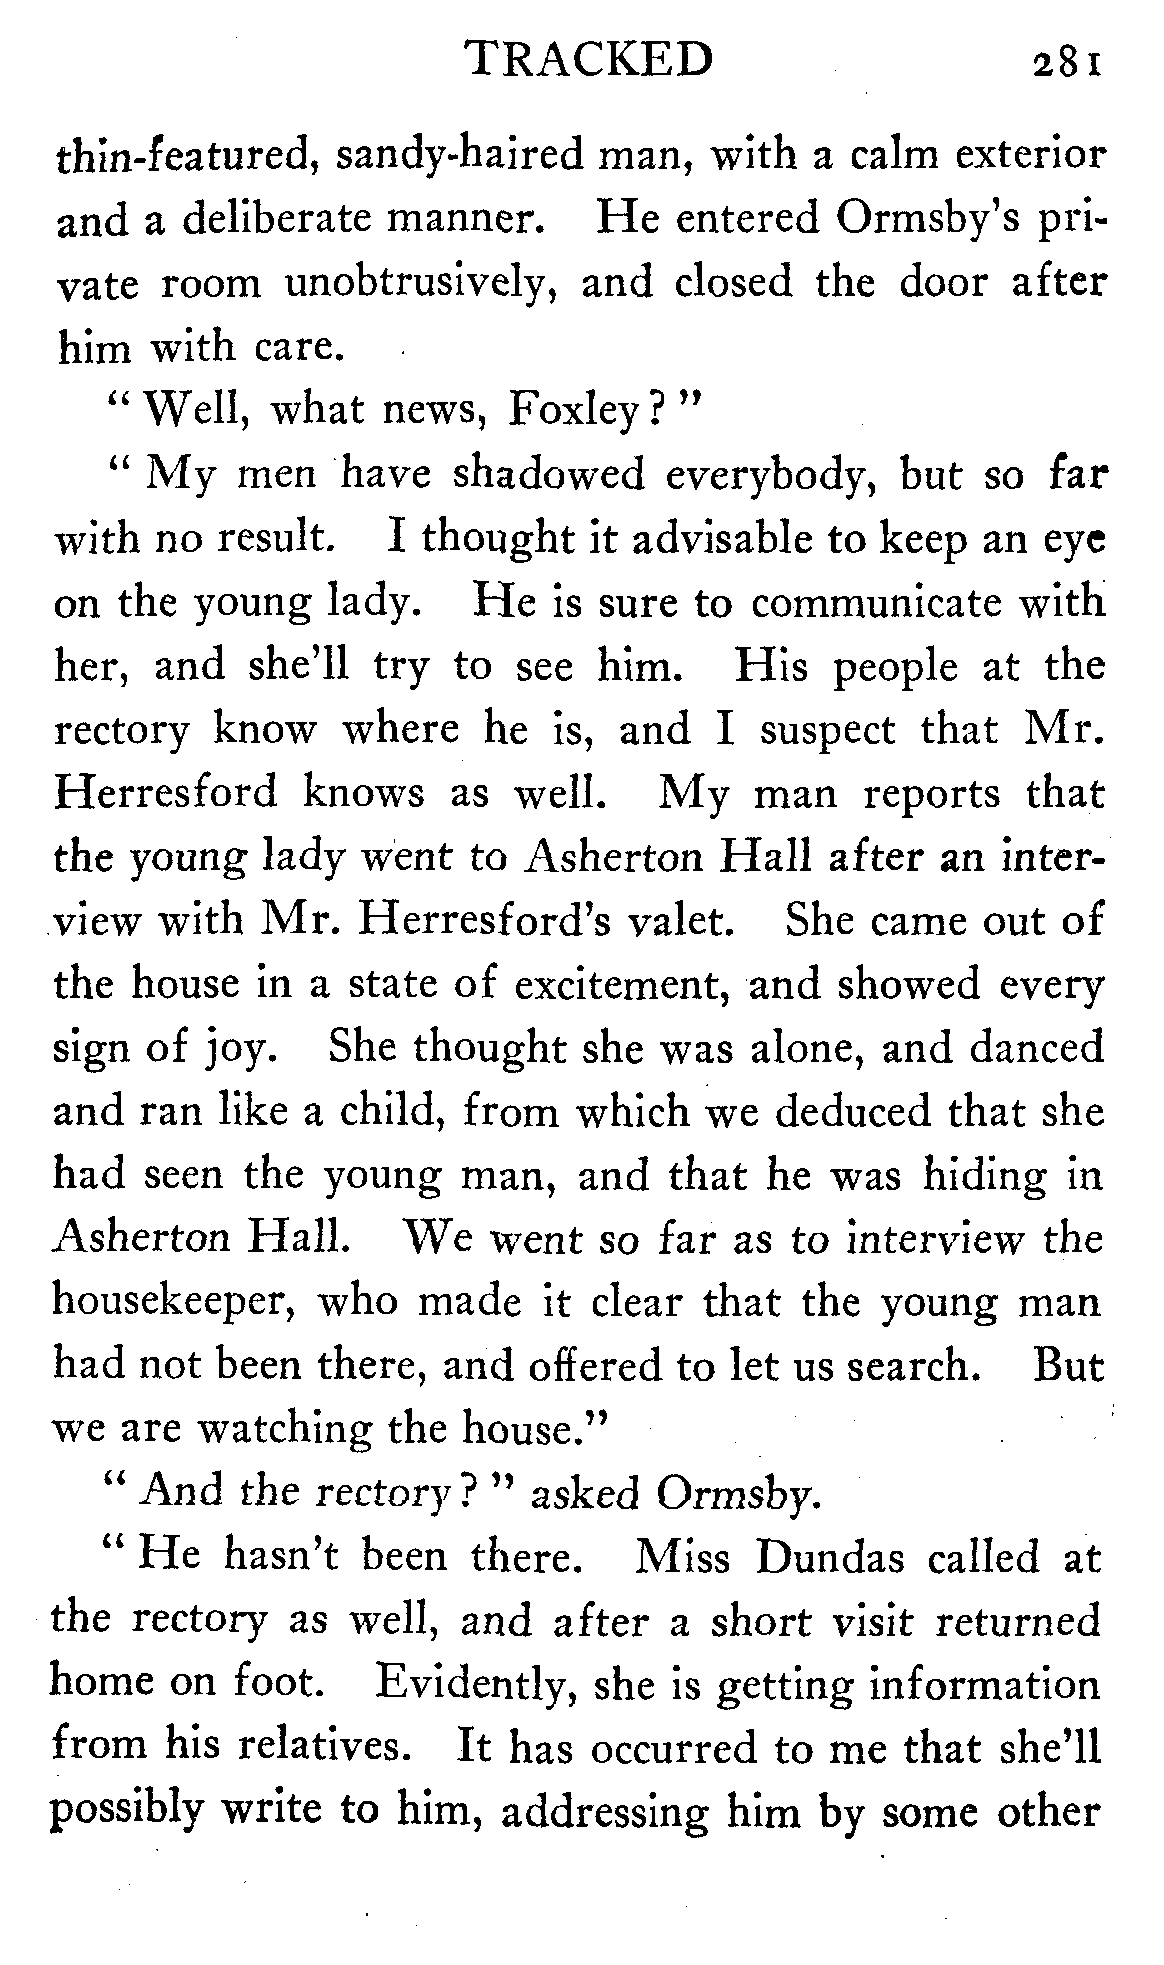 TRACKED 281
thin-featured, sandy-haired man, with a calm exterior
and a deliberate manner. He entered Ormsby's pri-
vate room unobtrusively, and closed the door after
him with care.
" Well, what news, Foxley? "
" My men have shadowed everybody, but so far
with no result. I thought it advisable to keep an eye
on the young lady. He is sure to communicate with
her, and she'll try to see him. His people at the
rectory know where he is, and I suspect that Mr.
Herresford knows as well. My man reports that
the young lady went to Asherton Hall after an inter-
view with Mr. Herresford's valet. She came out of
the house in a state of excitement, and showed every
sign of joy. She thought she was alone, and danced
and ran like a child, from which we deduced that she
had seen the young man, and that he was hiding in
Asherton Hall. We went so far as to interview the
housekeeper, who made it clear that the young man
had not been there, and offered to let us search. But
we are watching the house."
" And the rectory? " asked Ormsby.
" He hasn't been there. Miss Dundas called at
the rectory as well, and after a short visit returned
home on foot. Evidently, she is getting information
from his relatives. It has occurred to me that she'll
possibly write to him, addressing him by some other